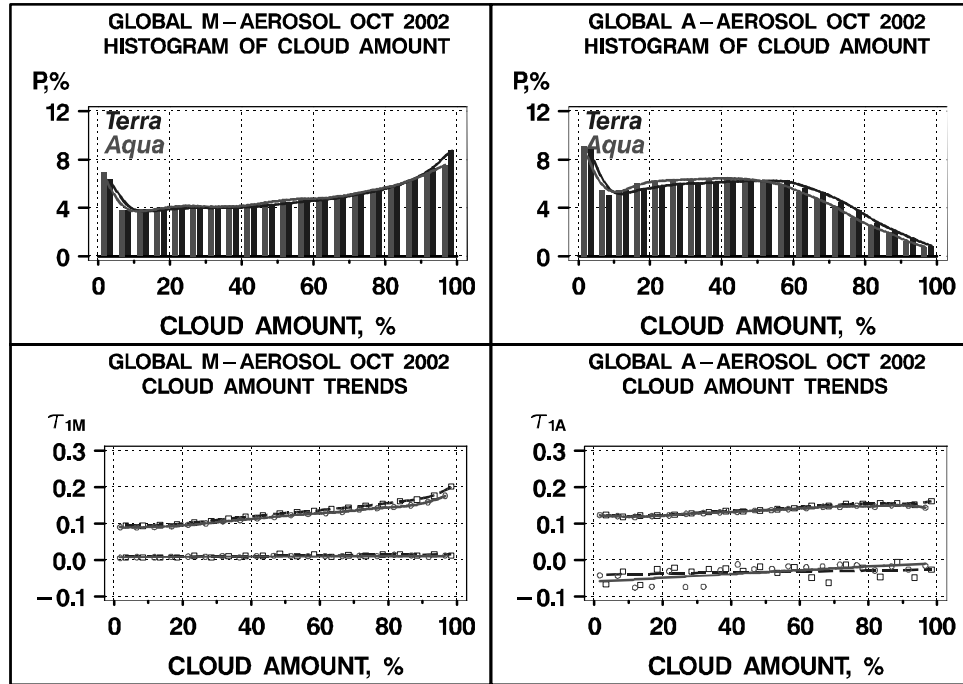 GLOBAL M–AEROSOL OCT 2002
HISTOGRAM OF CLOUD AMOUNT
P,%
12
8
4
0
Terra
Aqua
0 20 40 60 80 100
CLOUD AMOUNT, %
GLOBAL A–AEROSOL OCT 2002
HISTOGRAM OF CLOUD AMOUNT
P,%
12
8
4
0
Terra
Aqua
0 20 40 60 80 100
CLOUD AMOUNT, %
GLOBAL M–AEROSOL OCT 2002
CLOUD AMOUNT TRENDS
τ1M
0.3
0.2
0.1
0.0
−0.1
0 20 40 60 80 100
CLOUD AMOUNT, %
GLOBAL A–AEROSOL OCT 2002
CLOUD AMOUNT TRENDS
τ1A
0.3
0.2
0.1
0.0
−0.1
0 20 40 60 80 100
CLOUD AMOUNT, %